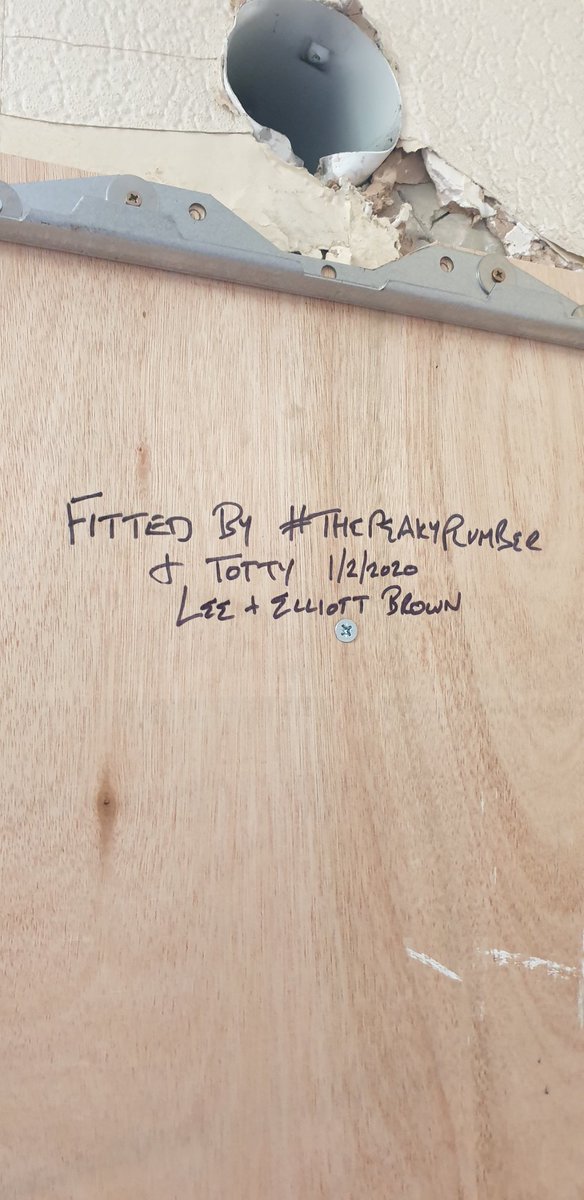 FITTED BY #THEPEAKYPLUMBER
& TOTTY 1/2/2020
LEE + ELLIOTT BROWN